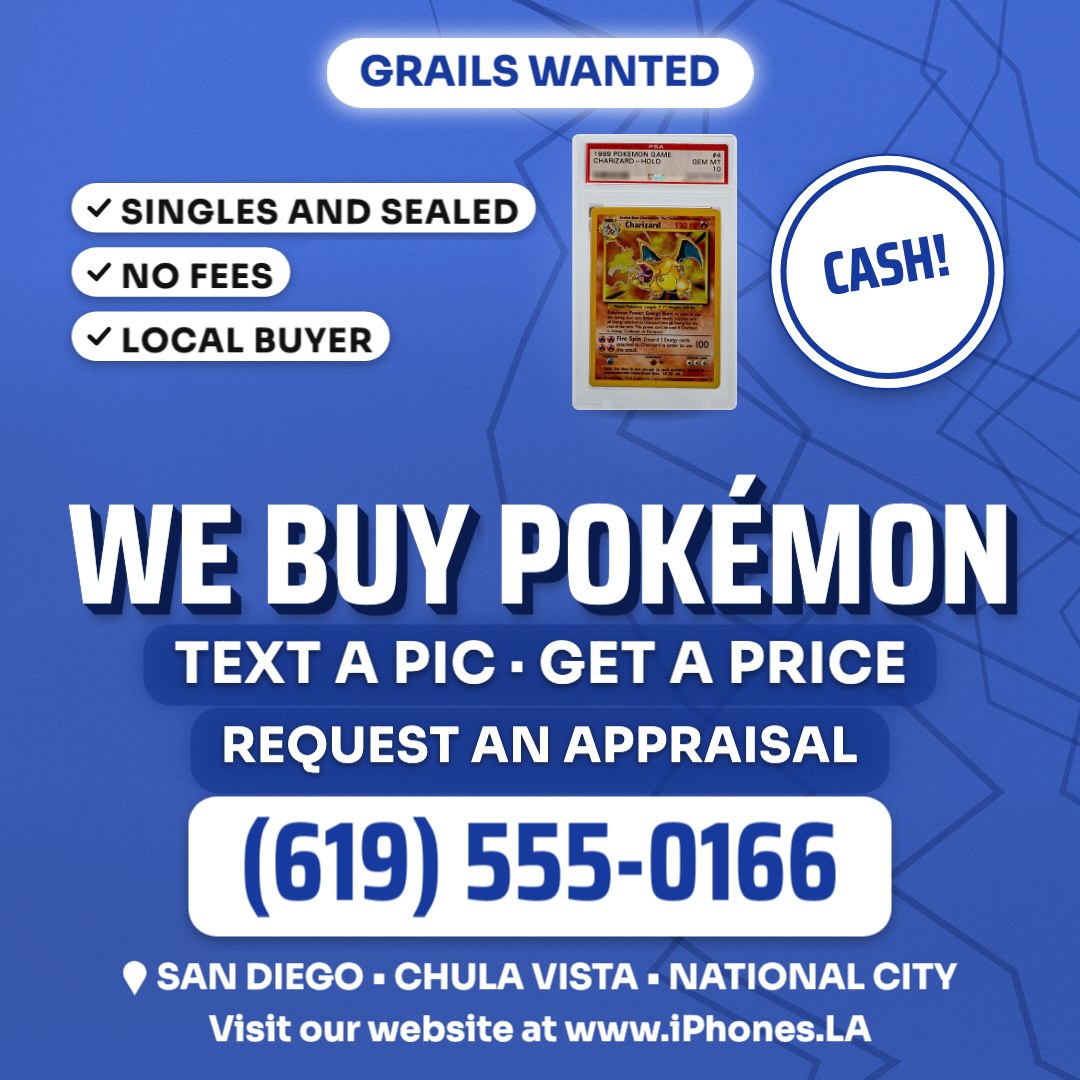 GRAILS WANTED
PSA
1999 POKEMON GAME #4
CHARIZARD - HOLO GEM MT
10
✓ SINGLES AND SEALED
✓ NO FEES
✓ LOCAL BUYER
Charizard
Fire Spin
100
CASH!
WE BUY POKÉMON
TEXT A PIC · GET A PRICE
REQUEST AN APPRAISAL
(619) 555-0166
SAN DIEGO ▪ CHULA VISTA ▪ NATIONAL CITY
Visit our website at www.iPhones.LA